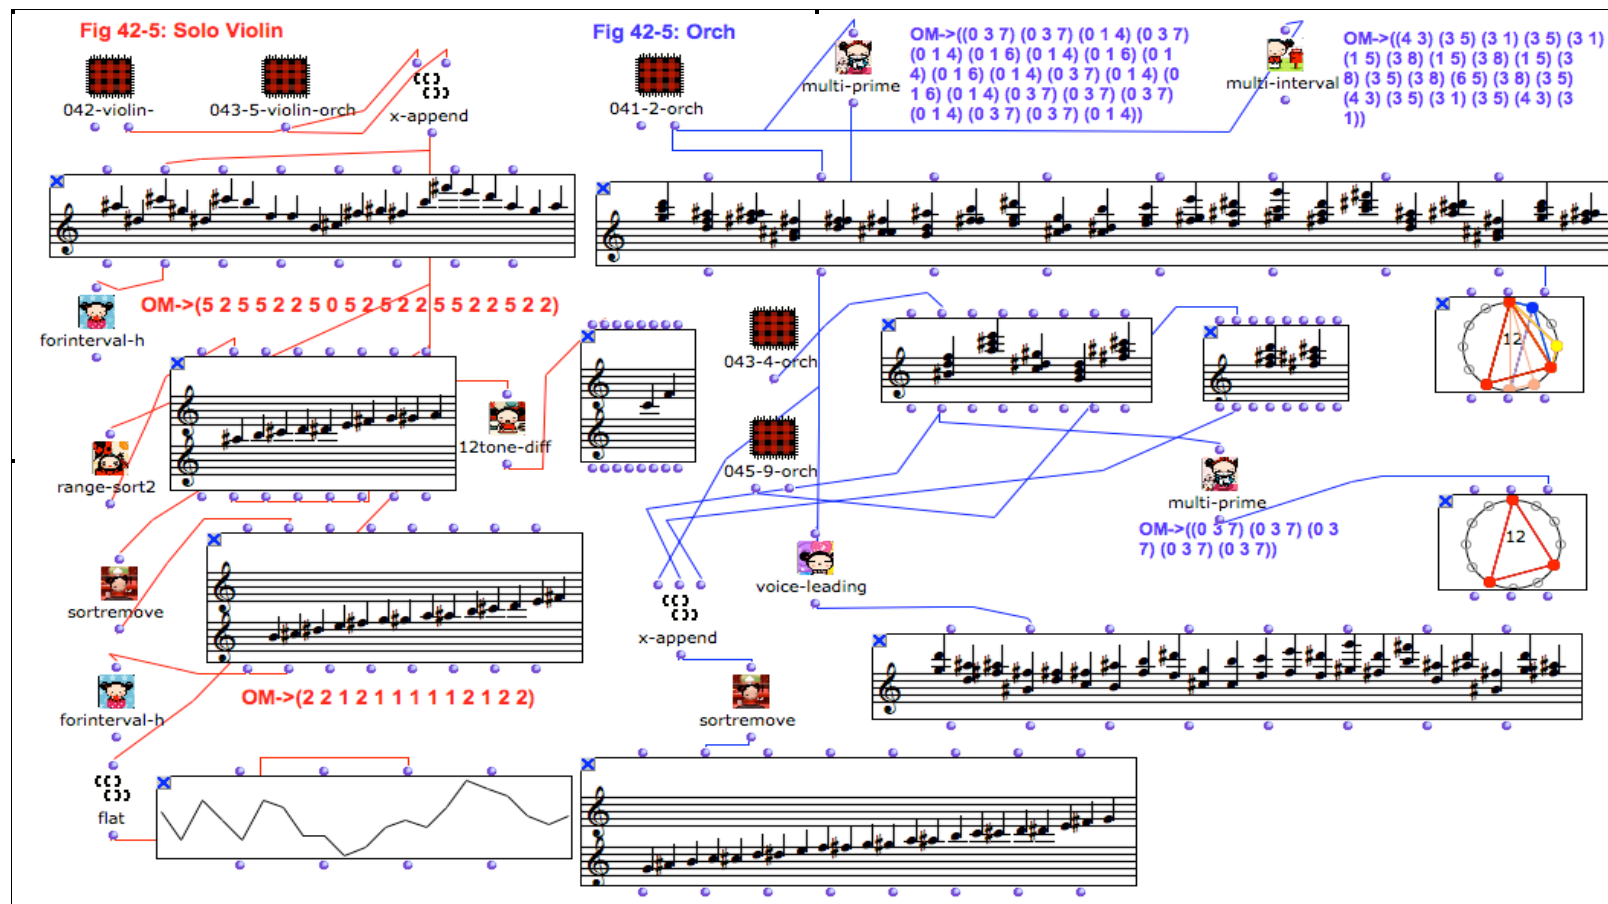 Fig 42-5: Solo Violin
042-violin-
043-5-violin-orch
x-append
forinterval-h
OM->(5 2 5 5 2 2 5 0 5 2 5 2 2 5 5 2 2 5 2 2)
range-sort2
12tone-diff
sortremove
forinterval-h
OM->(2 2 1 2 1 1 1 1 1 2 1 2 2)
flat
Fig 42-5: Orch
041-2-orch
multi-prime
OM->((0 3 7) (0 3 7) (0 1 4) (0 3 7)
(0 1 4) (0 1 6) (0 1 4) (0 1 6) (0 1
4) (0 1 6) (0 1 4) (0 3 7) (0 1 4) (0
1 6) (0 1 4) (0 3 7) (0 3 7) (0 3 7)
(0 1 4) (0 3 7) (0 3 7) (0 1 4))
multi-interval
OM->((4 3) (3 5) (3 1) (3 5) (3 1)
(1 5) (3 8) (1 5) (3 8) (1 5) (3
8) (3 5) (3 8) (6 5) (3 8) (3 5)
(4 3) (3 5) (3 1) (3 5) (4 3) (3
1))
12
043-4-orch
045-9-orch
multi-prime
OM->((0 3 7) (0 3 7) (0 3
7) (0 3 7) (0 3 7))
12
voice-leading
x-append
sortremove